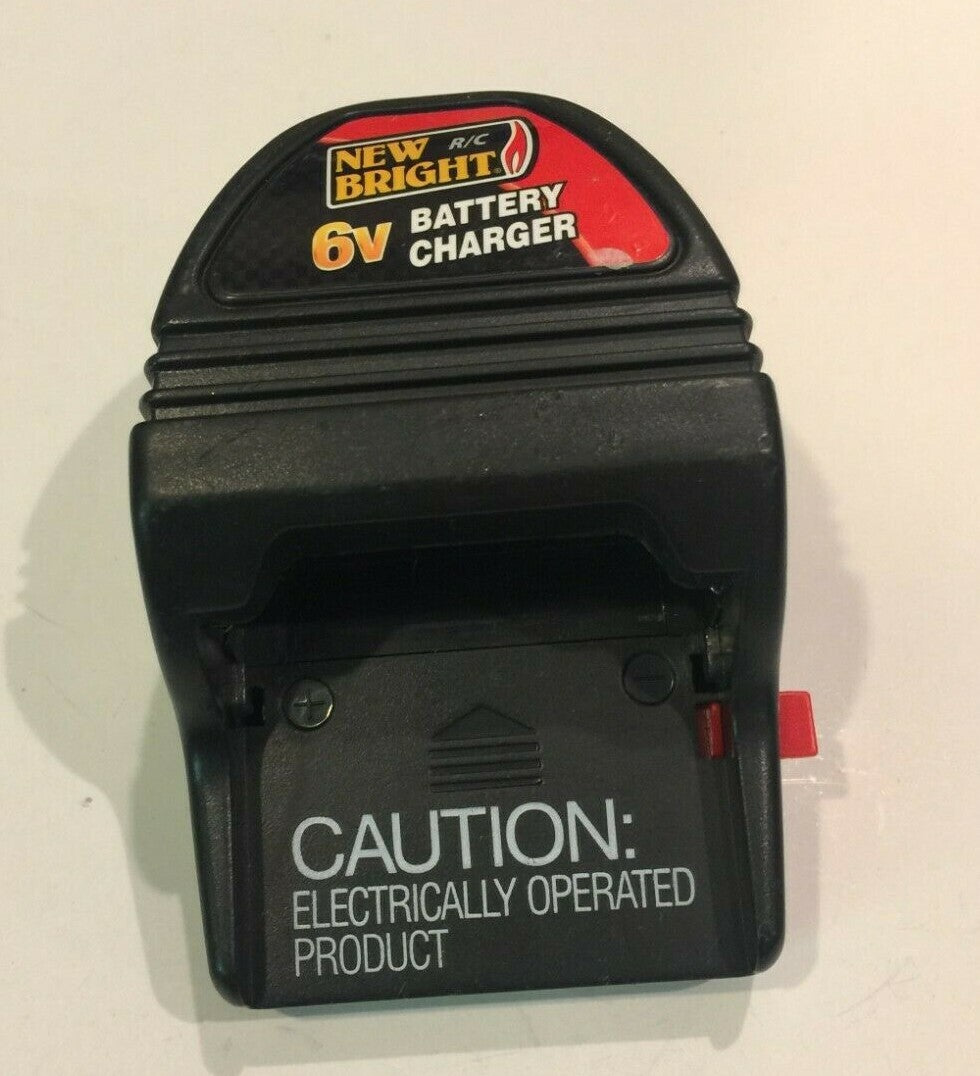 NEW R/C
BRIGHT®
6V BATTERY
CHARGER
+ -
CAUTION:
ELECTRICALLY OPERATED
PRODUCT